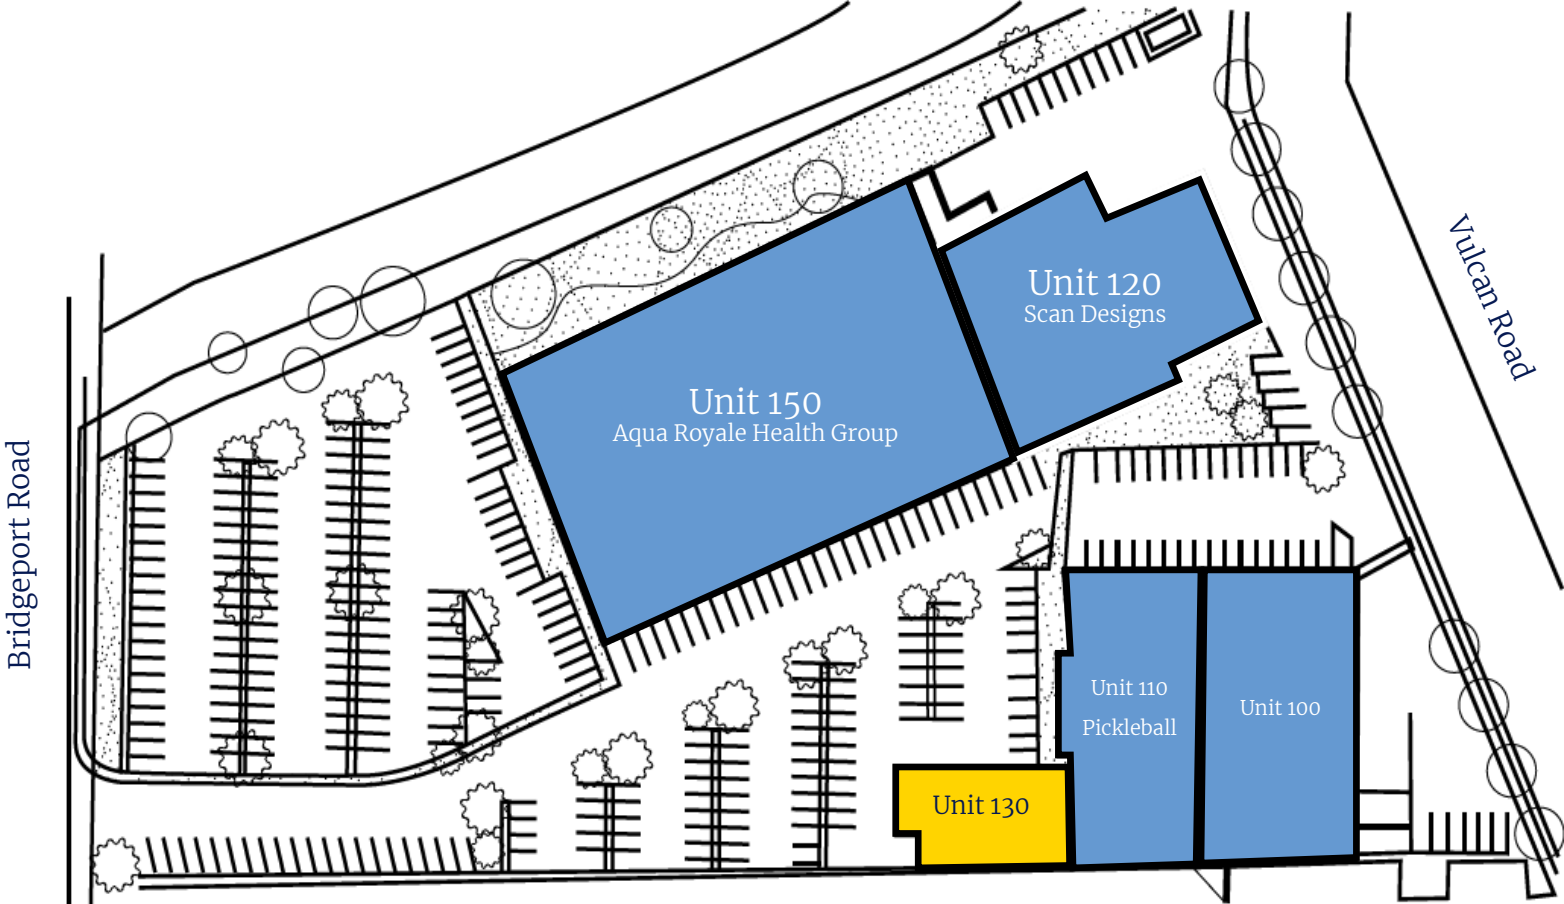 Unit 120
Scan Designs
Unit 150
Aqua Royale Health Group
Vulcan Road
Bridgeport Road
Unit 110
Pickleball
Unit 100
Unit 130